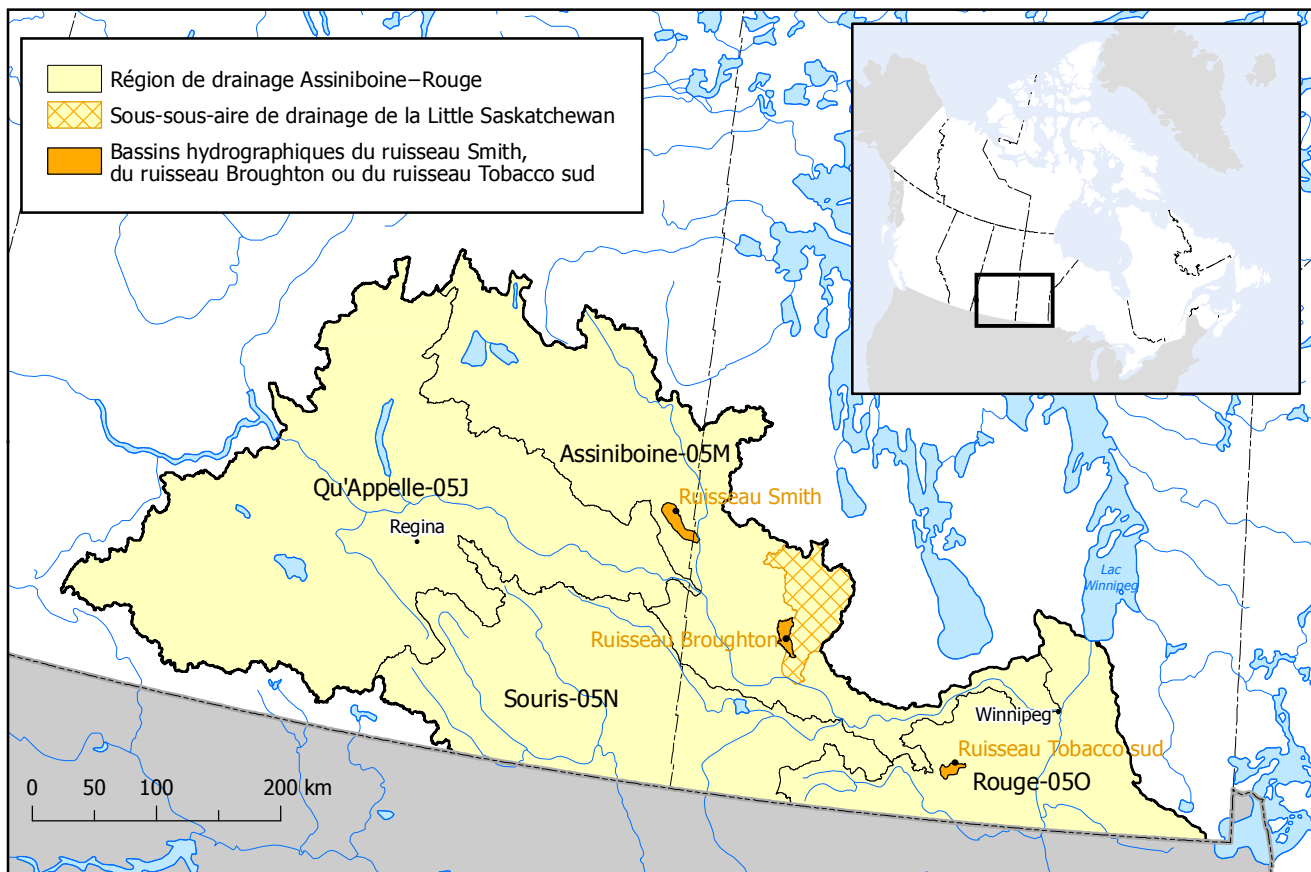 Région de drainage Assiniboine–Rouge
Sous-sous-aire de drainage de la Little Saskatchewan
Bassins hydrographiques du ruisseau Smith,
du ruisseau Broughton ou du ruisseau Tobacco sud
Assiniboine-05M
Qu'Appelle-05J
Ruisseau Smith
Regina
Lac
Winnipeg
Ruisseau Broughton
Souris-05N
Winnipeg
Ruisseau Tobacco sud
Rouge-05O
0 50 100 200 km